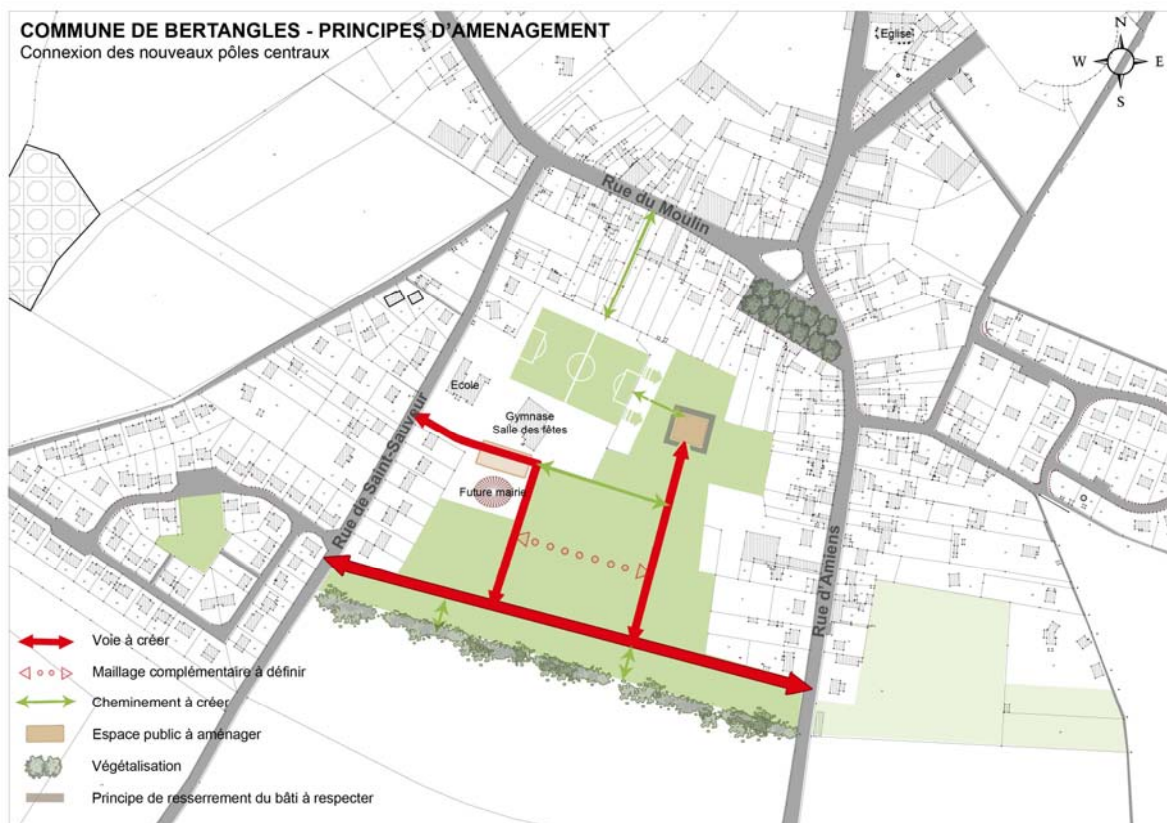 COMMUNE DE BERTANGLES - PRINCIPES D'AMENAGEMENT
Connexion des nouveaux pôles centraux
N
W
E
S
Eglise
Rue du Moulin
Ecole
Gymnase
Salle des fêtes
Future mairie
Rue de Saint-Sauveur
Rue d'Amiens
Voie à créer
Maillage complémentaire à définir
Cheminement à créer
Espace public à aménager
Végétalisation
Principe de resserrement du bâti à respecter